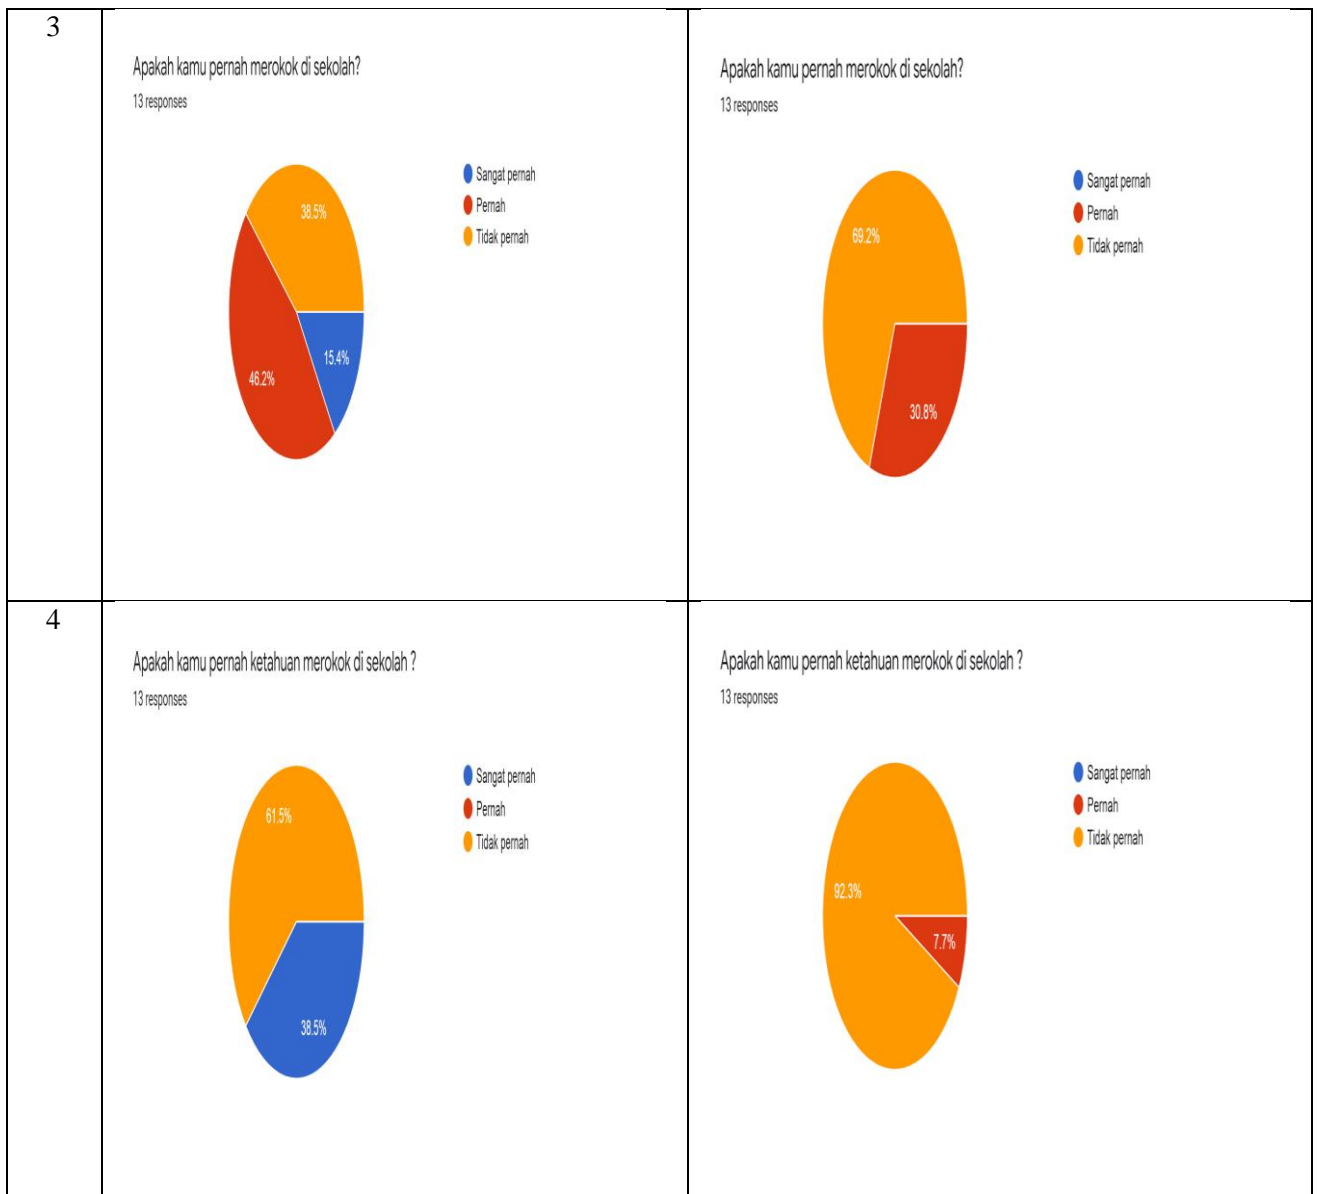 3
Apakah kamu pernah merokok di sekolah?
13 responses
Sangat pernah
Pernah
Tidak pernah
38.5%
15.4%
46.2%
Apakah kamu pernah merokok di sekolah?
13 responses
Sangat pernah
Pernah
Tidak pernah
69.2%
30.8%
4
Apakah kamu pernah ketahuan merokok di sekolah ?
13 responses
Sangat pernah
Pernah
Tidak pernah
61.5%
38.5%
Apakah kamu pernah ketahuan merokok di sekolah ?
13 responses
Sangat pernah
Pernah
Tidak pernah
92.3%
7.7%